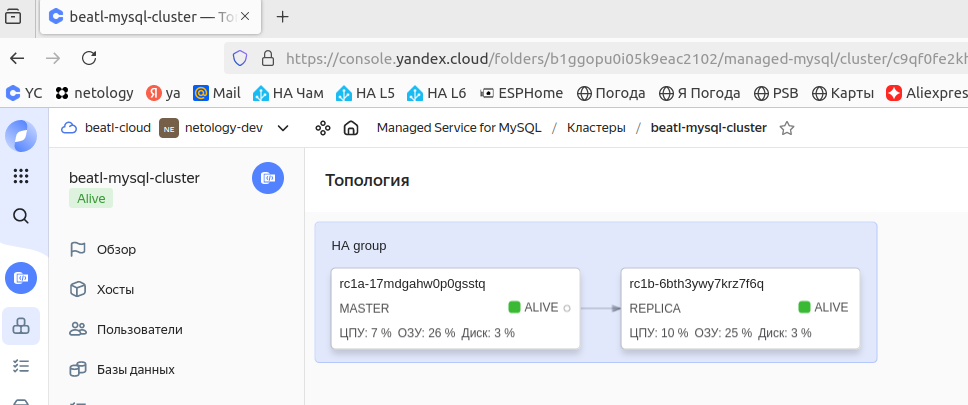 beatl-mysql-cluster — То
https://console.yandex.cloud/folders/b1ggopu0i05k9eac2102/managed-mysql/cluster/c9qf0fe2kh
YC netology ya Mail НА Чам HA L5 HA L6 ESPHome Погода Я Погода PSB Карты Aliexpres
beatl-cloud NE netology-dev Managed Service for MySQL / Кластеры / beatl-mysql-cluster
beatl-mysql-cluster
Alive
Обзор
Хосты
Пользователи
Базы данных
Топология
HA group
rc1a-17mdgahw0p0gsstq
MASTER ALIVE
ЦПУ: 7 % ОЗУ: 26 % Диск: 3 %
rc1b-6bth3ywy7krz7f6q
REPLICA ALIVE
ЦПУ: 10 % ОЗУ: 25 % Диск: 3 %